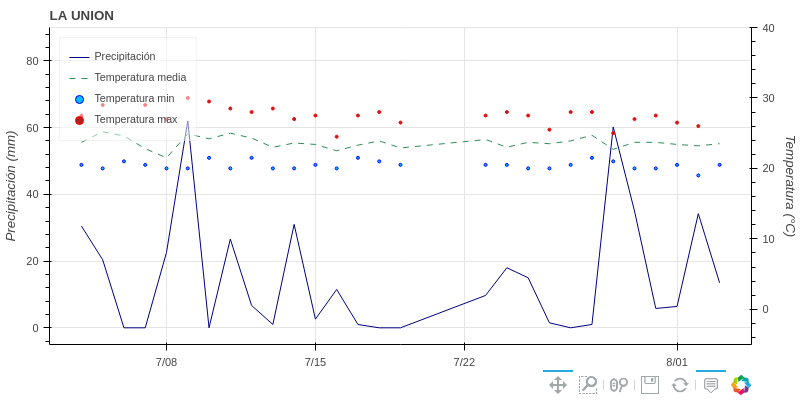 LA UNION
Precipitación
Temperatura media
Temperatura min
Temperatura max
Precipitación (mm)
80
60
40
20
0
Temperatura (°C)
40
30
20
10
0
7/08
7/15
7/22
8/01